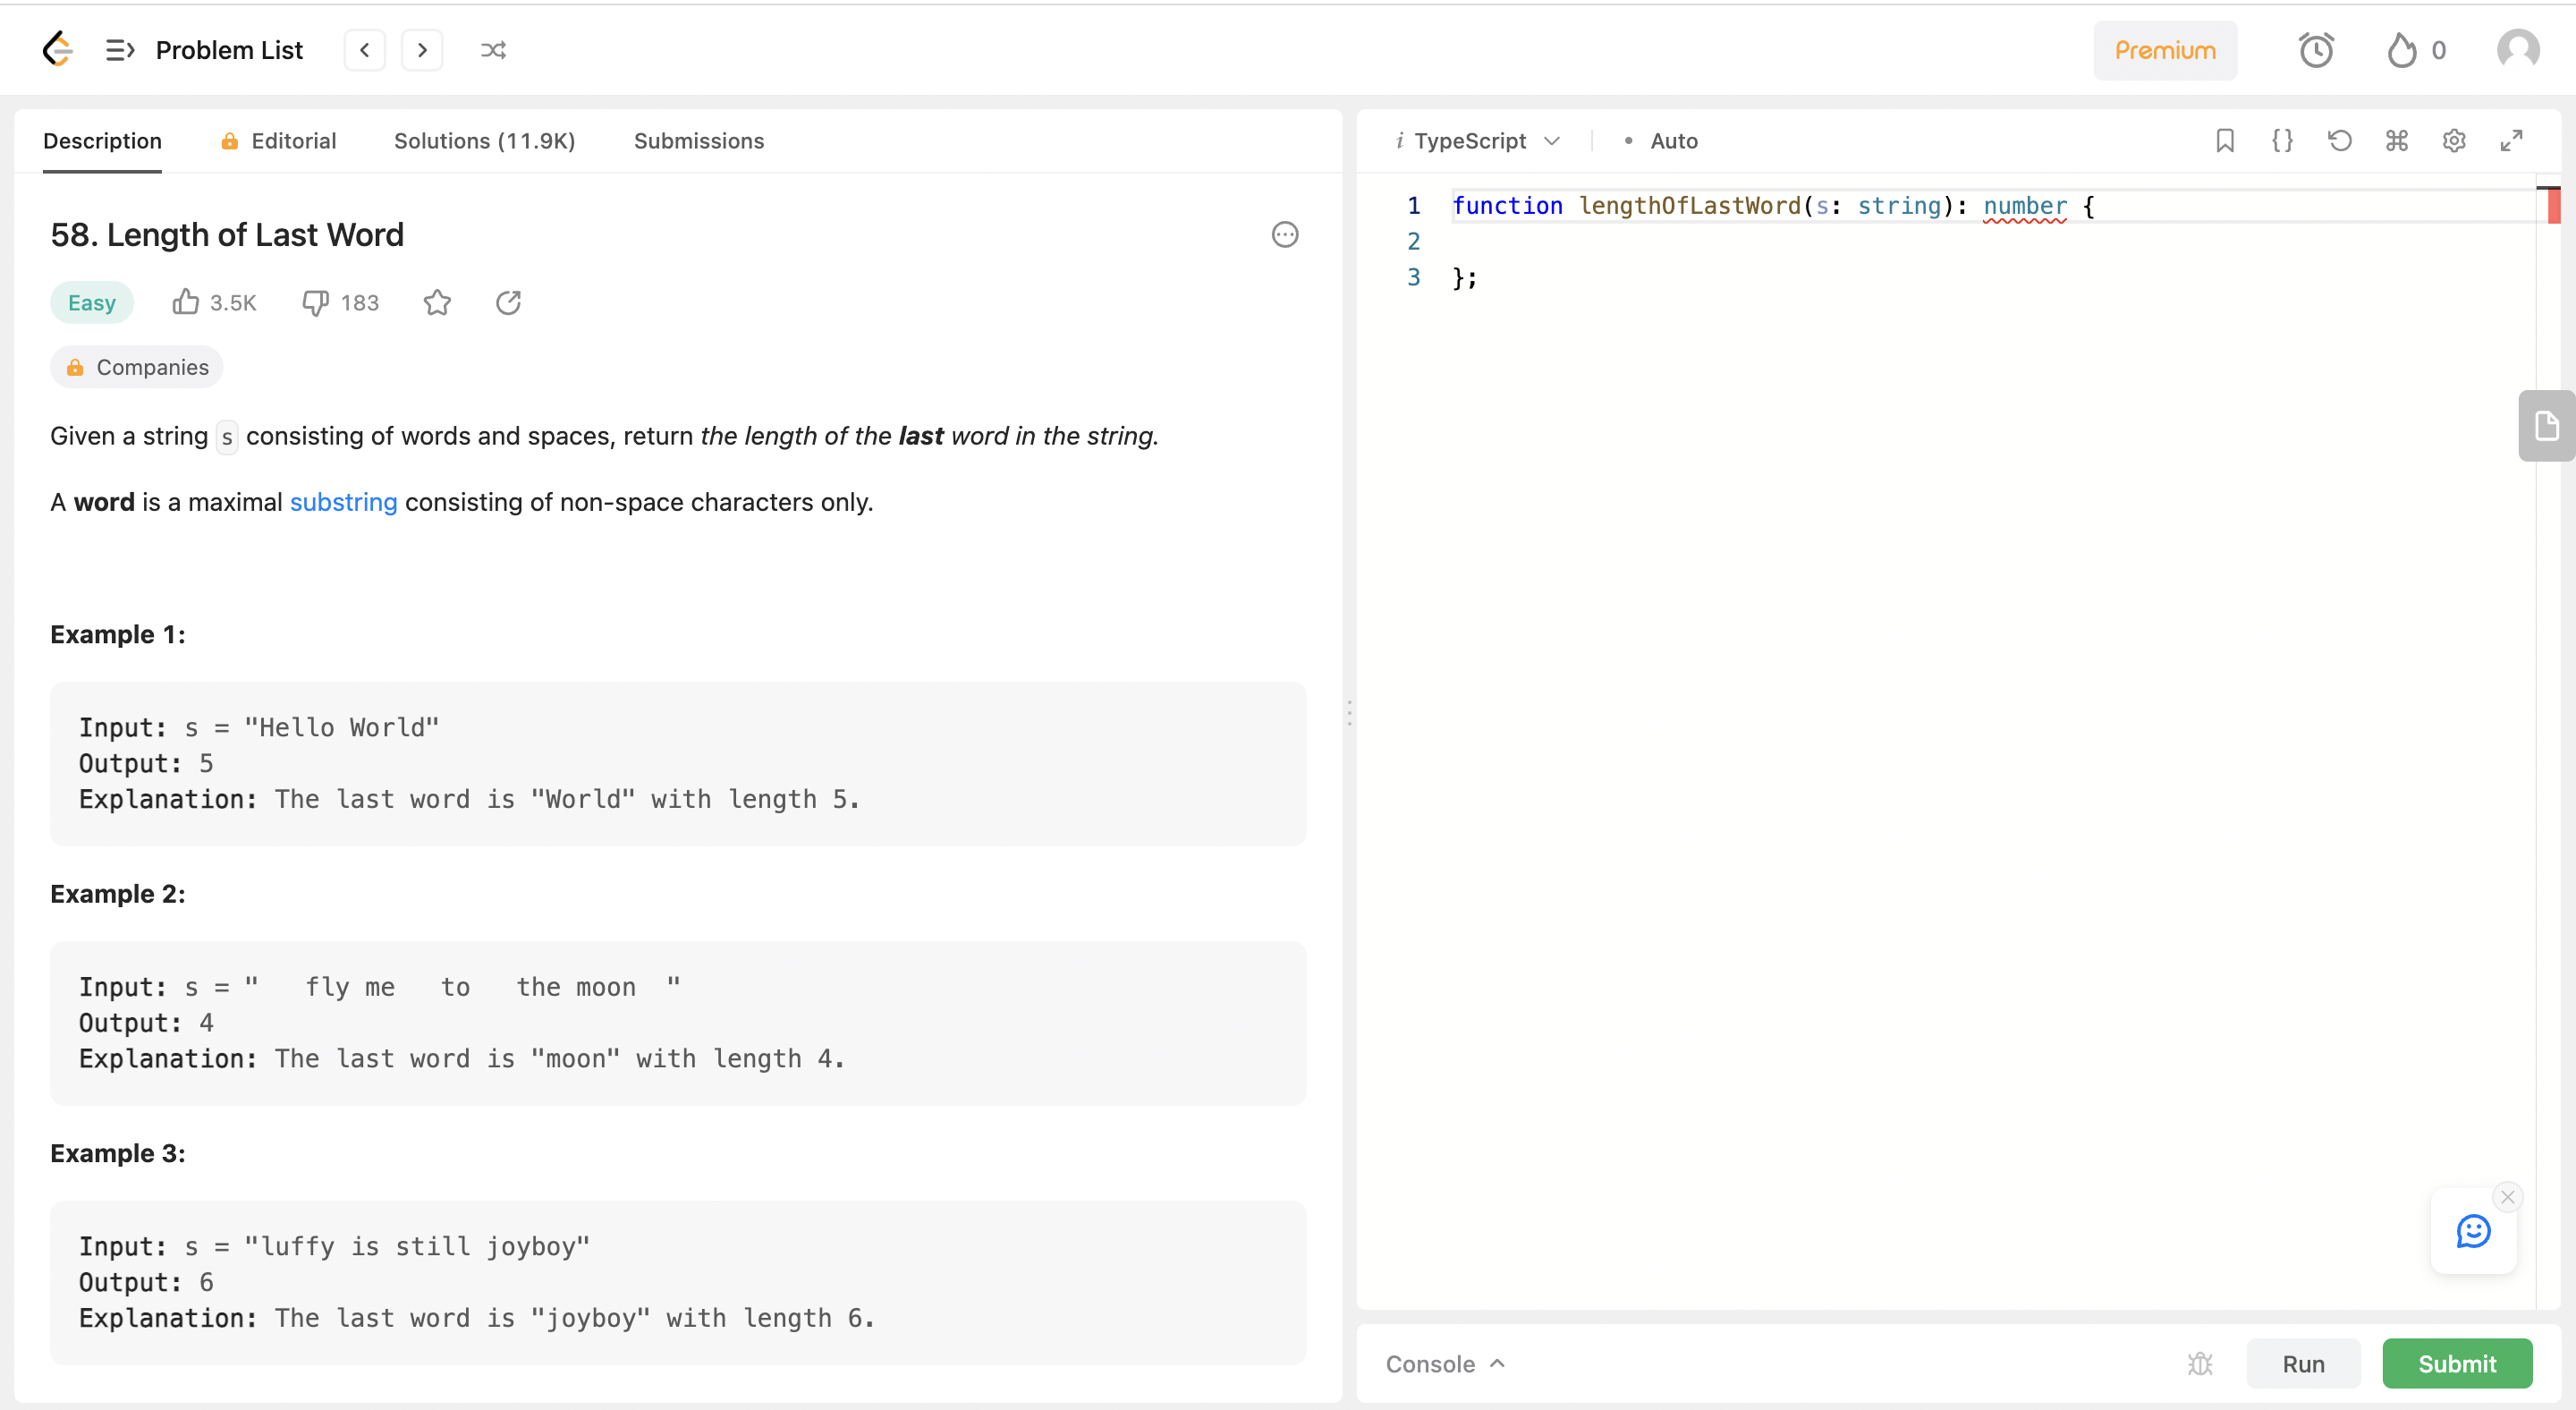 Problem List
Premium
0
Description
Editorial
Solutions (11.9K)
Submissions
58. Length of Last Word
Easy
3.5K
183
Companies
Given a string s consisting of words and spaces, return the length of the last word in the string.
A word is a maximal substring consisting of non-space characters only.
Example 1:
Input: s = "Hello World"
Output: 5
Explanation: The last word is "World" with length 5.
Example 2:
Input: s = "   fly me   to   the moon  "
Output: 4
Explanation: The last word is "moon" with length 4.
Example 3:
Input: s = "luffy is still joyboy"
Output: 6
Explanation: The last word is "joyboy" with length 6.
i TypeScript
• Auto
{}
1 function lengthOfLastWord(s: string): number {
2
3 };
Console
Run
Submit